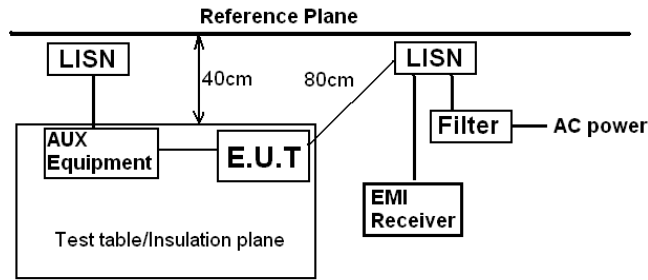 Reference Plane
LISN
40cm
80cm
LISN
Filter
AC power
AUX
Equipment
E.U.T
EMI
Receiver
Test table/Insulation plane